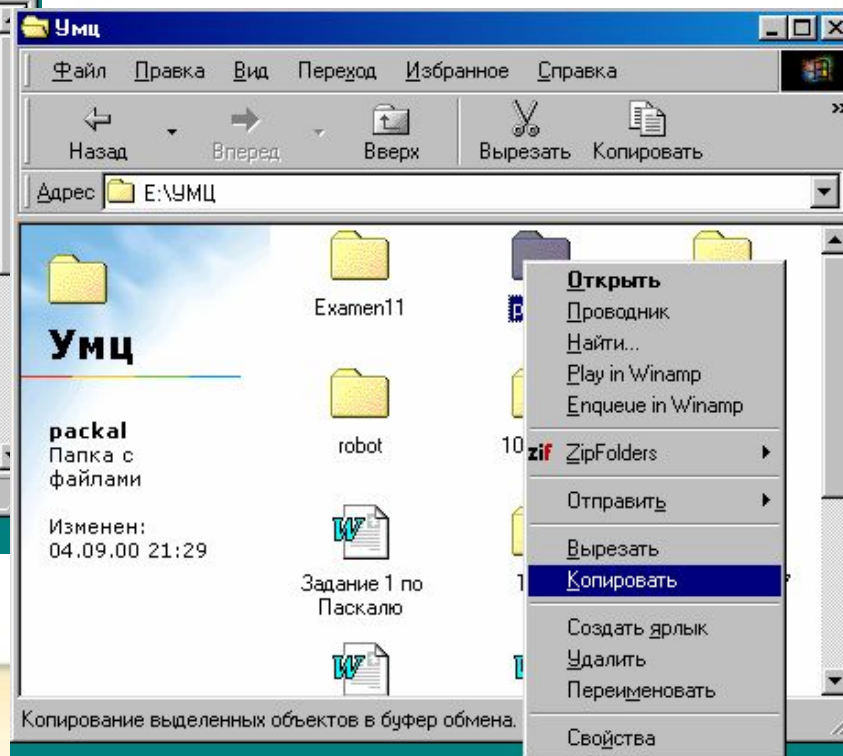 Умц
Файл Правка Вид Переход Избранное Справка
Назад Вперед Вверх Вырезать Копировать
Адрес E:\УМЦ
Умц
packal
Папка с
файлами
Изменен:
04.09.00 21:29
Examen11
robot
10
Задание 1 по
Паскалю
Открыть
Проводник
Найти...
Play in Winamp
Enqueue in Winamp
zif ZipFolders
Отправить
Вырезать
Копировать
Создать ярлык
Удалить
Переименовать
Свойства
Копирование выделенных объектов в буфер обмена.